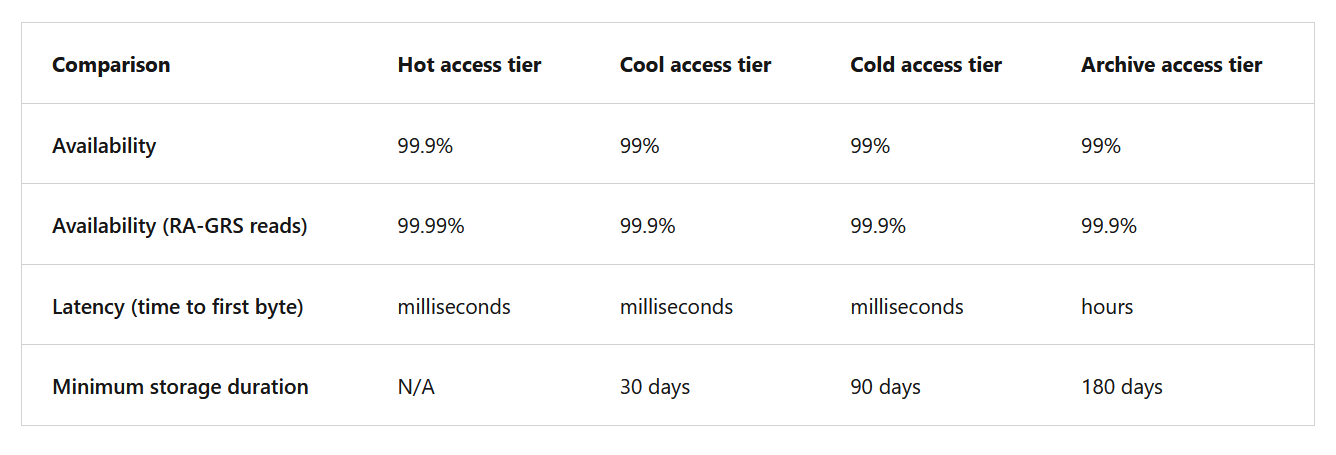 Comparison Hot access tier Cool access tier Cold access tier Archive access tier
Availability 99.9% 99% 99% 99%
Availability (RA-GRS reads) 99.99% 99.9% 99.9% 99.9%
Latency (time to first byte) milliseconds milliseconds milliseconds hours
Minimum storage duration N/A 30 days 90 days 180 days